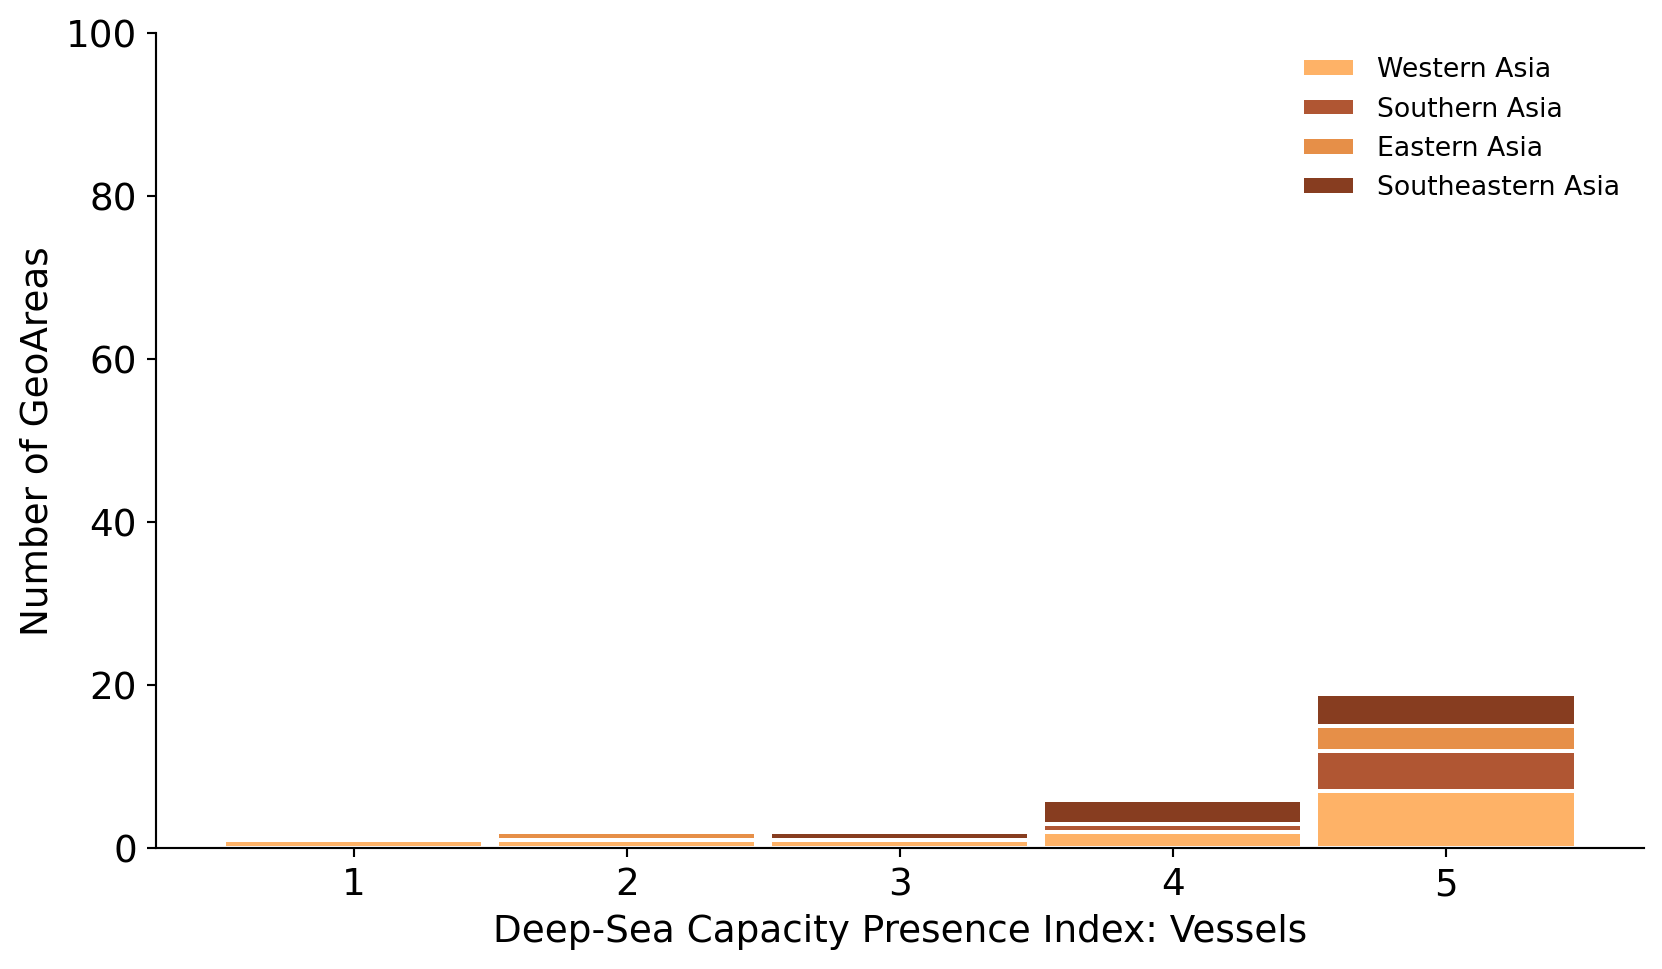 100
80
60
40
20
0
Number of GeoAreas
Western Asia
Southern Asia
Eastern Asia
Southeastern Asia
1 2 3 4 5
Deep-Sea Capacity Presence Index: Vessels